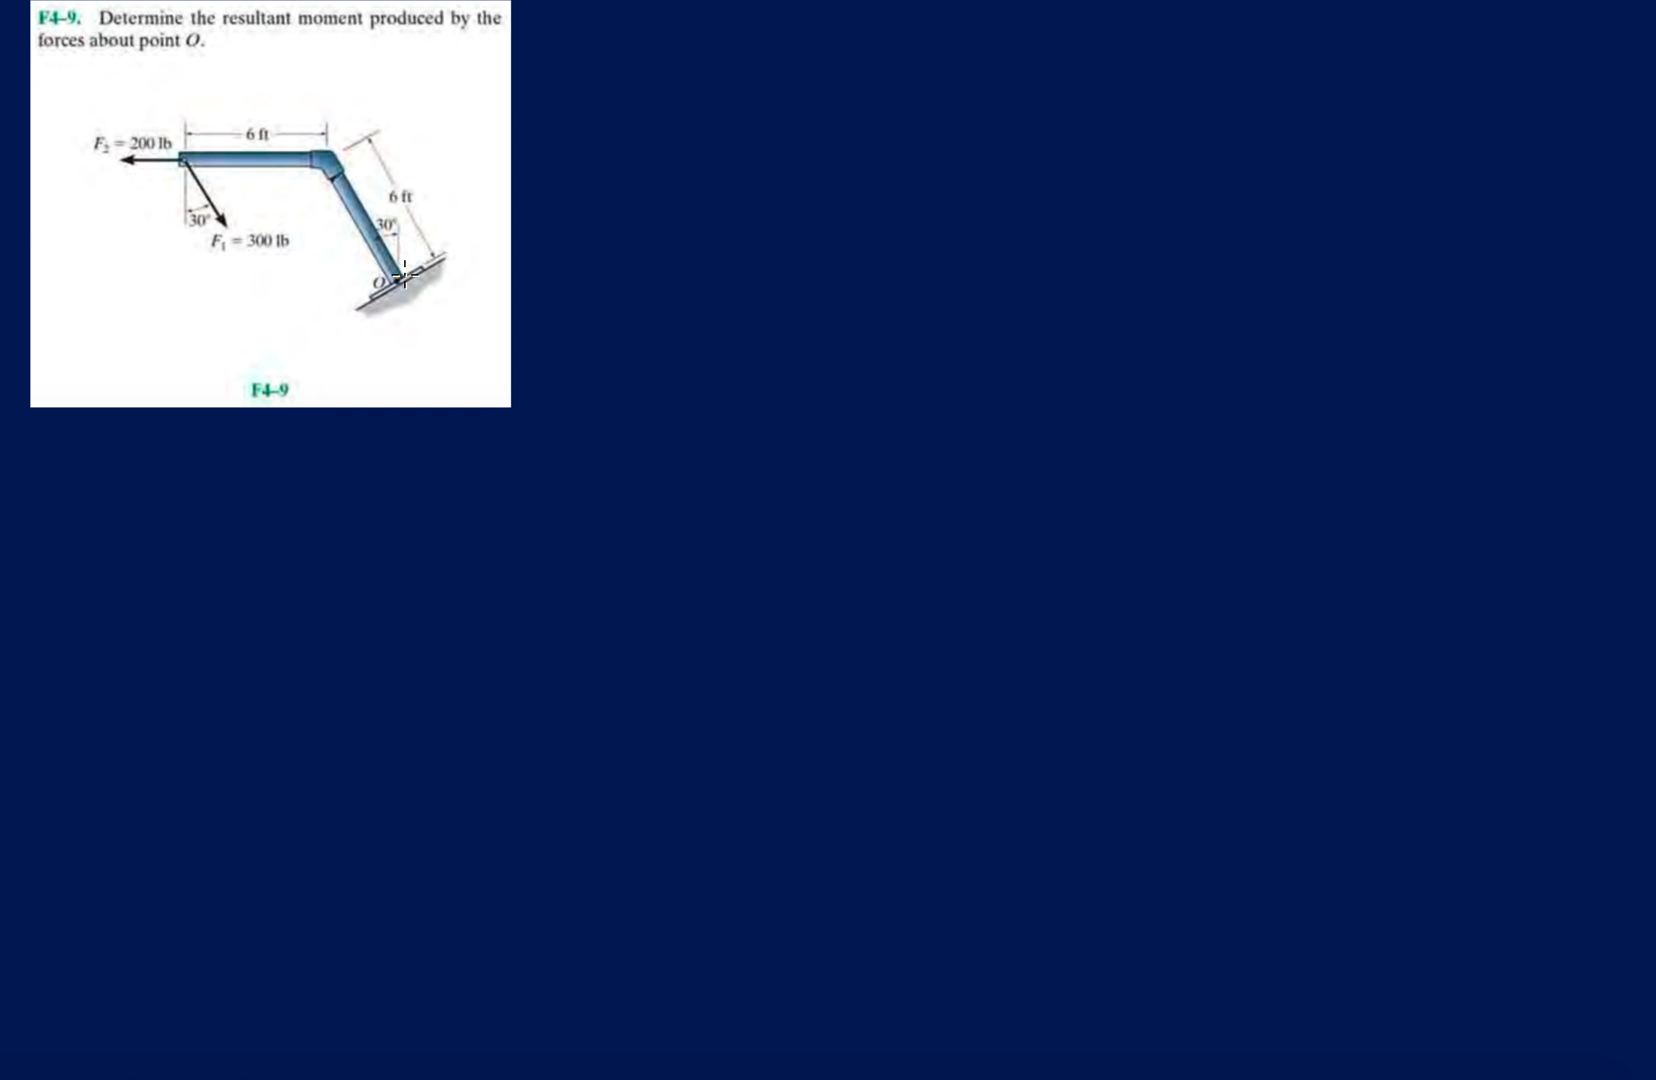 F4–9. Determine the resultant moment produced by the
forces about point O.
6 ft
F₂ = 200 lb
6 ft
30°
30°
F₁ = 300 lb
O
F4–9